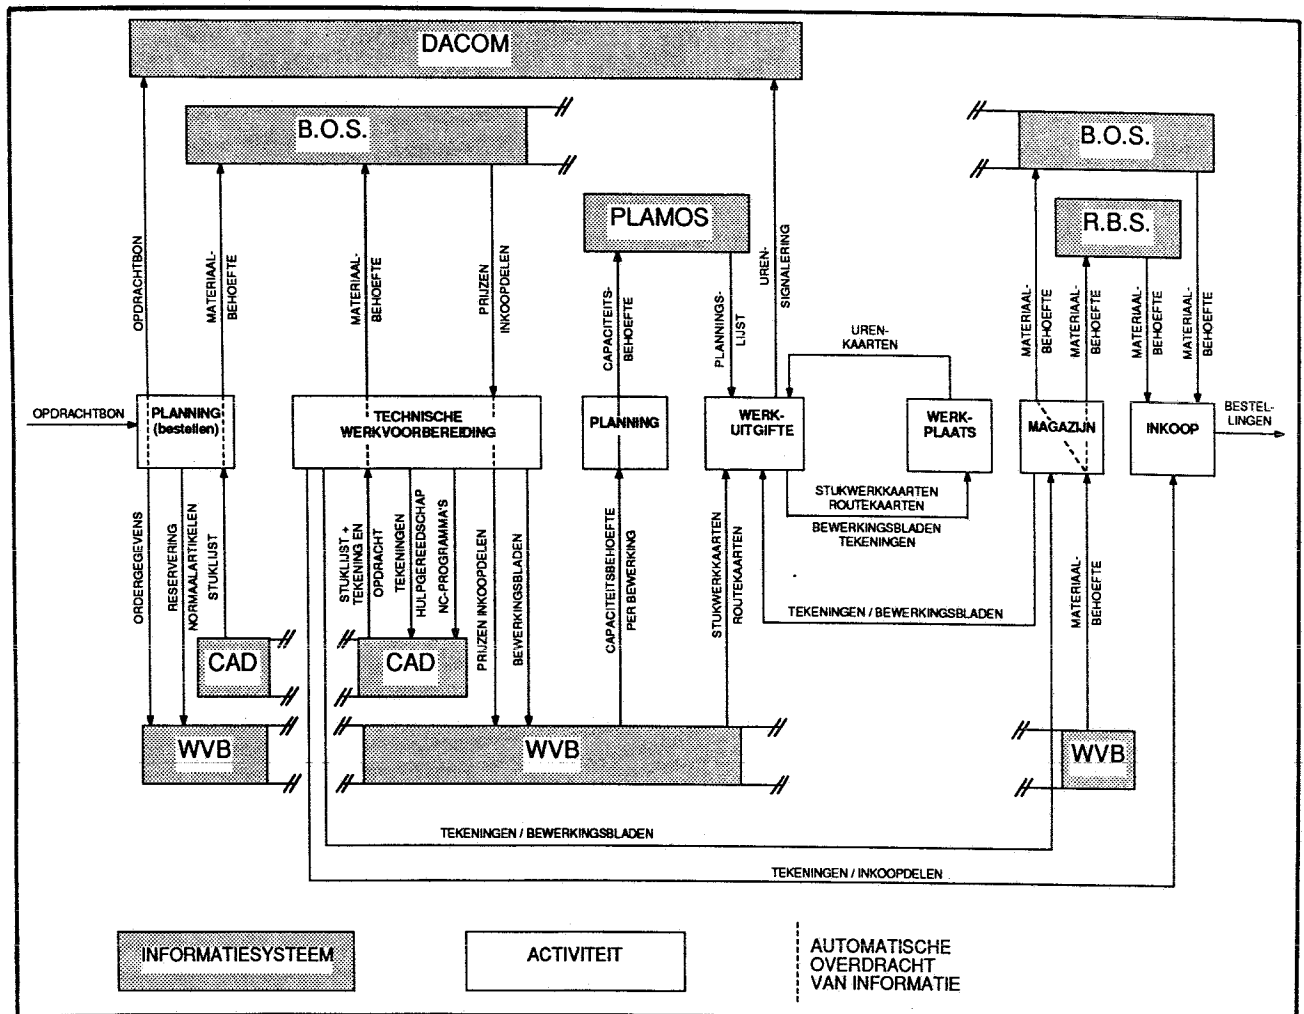 DACOM
B.O.S.
B.O.S.
PLAMOS
R.B.S.
OPDRACHTBON
MATERIAAL-
BEHOEFTE
MATERIAAL-
BEHOEFTE
PRIJZEN
INKOOPDELEN
CAPACITEITS-
BEHOEFTE
PLANNINGS-
LIJST
UREN-
SIGNALERING
UREN-
KAARTEN
MATERIAAL-
BEHOEFTE
MATERIAAL-
BEHOEFTE
MATERIAAL-
BEHOEFTE
MATERIAAL-
BEHOEFTE
OPDRACHTBON
PLANNING
(bestellen)
TECHNISCHE
WERKVOORBEREIDING
PLANNING
WERK-
UITGIFTE
WERK-
PLAATS
MAGAZIJN
INKOOP
BESTEL-
LINGEN
ORDERGEGEVENS
RESERVERING
NORMAALARTIKELEN
STUKLIJST
STUKLIJST +
TEKENING EN
OPDRACHT
TEKENINGEN
HULPGEREEDSCHAP
NC-PROGRAMMA'S
PRIJZEN INKOOPDELEN
BEWERKINGSBLADEN
CAPACITEITSBEHOEFTE
PER BEWERKING
STUKWERKKAARTEN
ROUTEKAARTEN
STUKWERKKAARTEN
ROUTEKAARTEN
BEWERKINGSBLADEN
TEKENINGEN
TEKENINGEN / BEWERKINGSBLADEN
MATERIAAL-
BEHOEFTE
CAD
CAD
WVB
WVB
WVB
TEKENINGEN / BEWERKINGSBLADEN
TEKENINGEN / INKOOPDELEN
INFORMATIESYSTEEM
ACTIVITEIT
AUTOMATISCHE
OVERDRACHT
VAN INFORMATIE